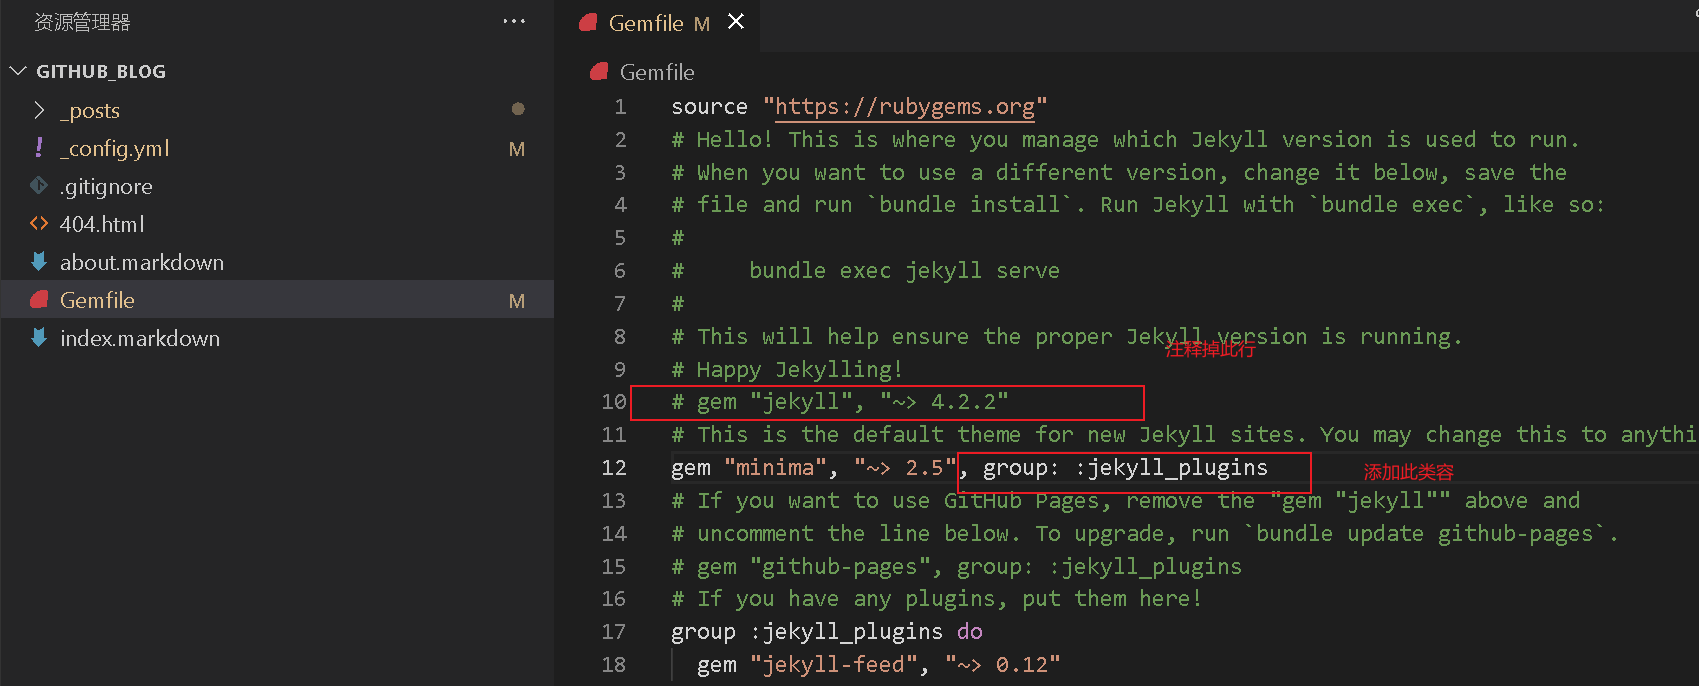 资源管理器
···
GITHUB_BLOG
_posts
_config.yml M
.gitignore
404.html
about.markdown
Gemfile M
index.markdown
Gemfile M
Gemfile
1 source "https://rubygems.org"
2 # Hello! This is where you manage which Jekyll version is used to run.
3 # When you want to use a different version, change it below, save the
4 # file and run `bundle install`. Run Jekyll with `bundle exec`, like so:
5 #
6 #     bundle exec jekyll serve
7 #
8 # This will help ensure the proper Jekyll version is running.
注释掉此行
9 # Happy Jekylling!
10 # gem "jekyll", "~> 4.2.2"
11 # This is the default theme for new Jekyll sites. You may change this to anythi
12 gem "minima", "~> 2.5", group: :jekyll_plugins
添加此类容
13 # If you want to use GitHub Pages, remove the "gem "jekyll"" above and
14 # uncomment the line below. To upgrade, run `bundle update github-pages`.
15 # gem "github-pages", group: :jekyll_plugins
16 # If you have any plugins, put them here!
17 group :jekyll_plugins do
18   gem "jekyll-feed", "~> 0.12"